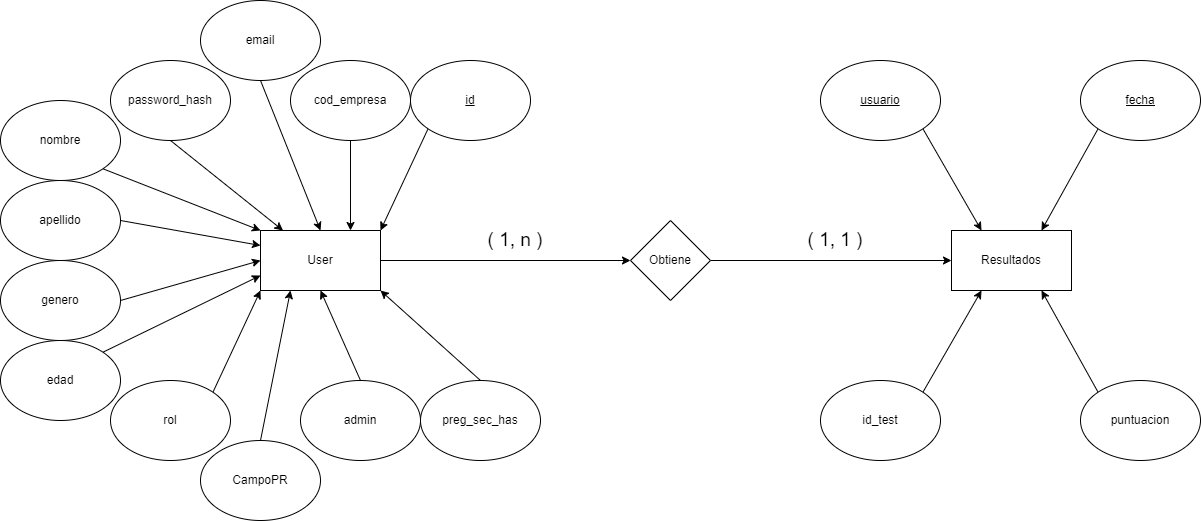 email
password_hash
cod_empresa
id
usuario
fecha
nombre
apellido
( 1, n )
( 1, 1 )
User
Obtiene
Resultados
genero
edad
rol
admin
preg_sec_has
id_test
puntuacion
CampoPR